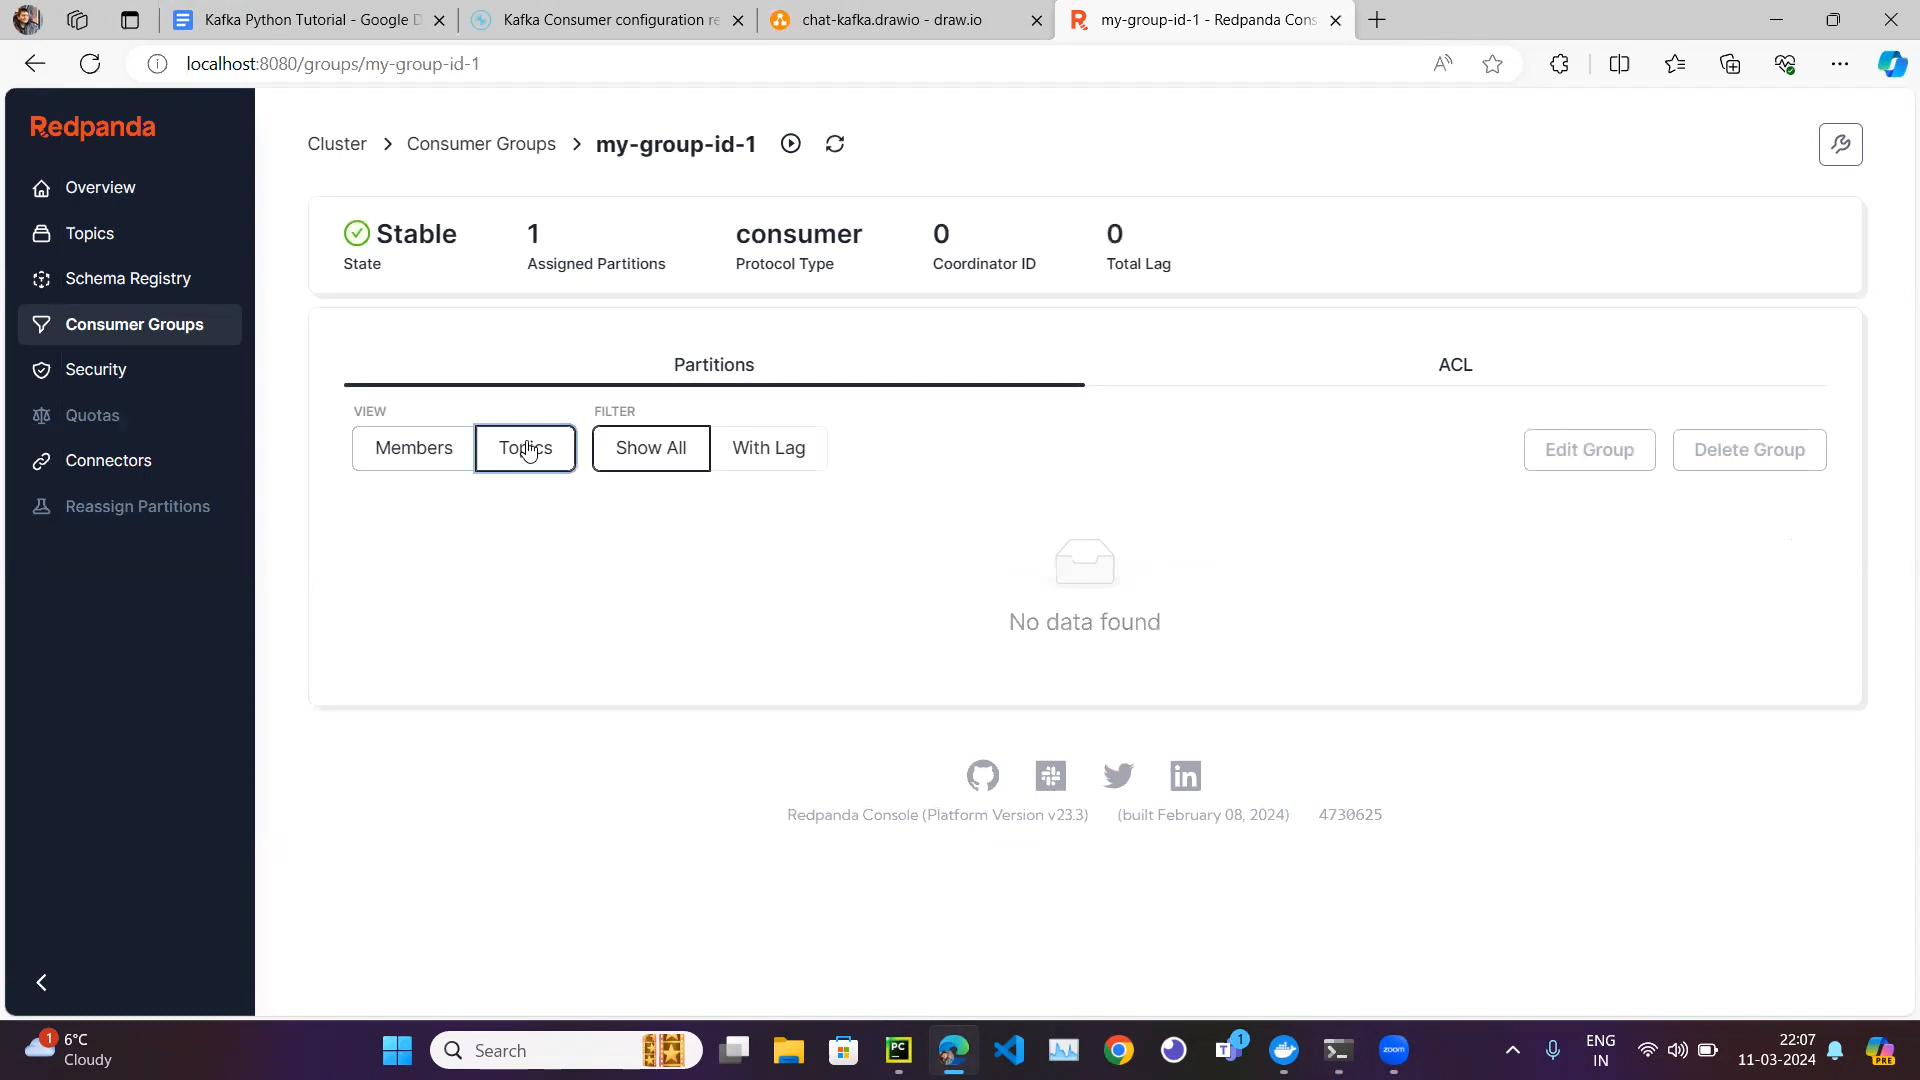 Kafka Python Tutorial - Google D
Kafka Consumer configuration re
chat-kafka.drawio - draw.io
my-group-id-1 - Redpanda Cons
localhost:8080/groups/my-group-id-1
Redpanda
Overview
Topics
Schema Registry
Consumer Groups
Security
Quotas
Connectors
Reassign Partitions
Cluster > Consumer Groups > my-group-id-1
Stable
State
1
Assigned Partitions
consumer
Protocol Type
0
Coordinator ID
0
Total Lag
Partitions
ACL
VIEW
FILTER
Members
Topics
Show All
With Lag
Edit Group
Delete Group
No data found
Redpanda Console (Platform Version v23.3) (built February 08, 2024) 4730625
1
6°C
Cloudy
Search
PC
1
zoom
ENG
IN
22:07
11-03-2024
PRE